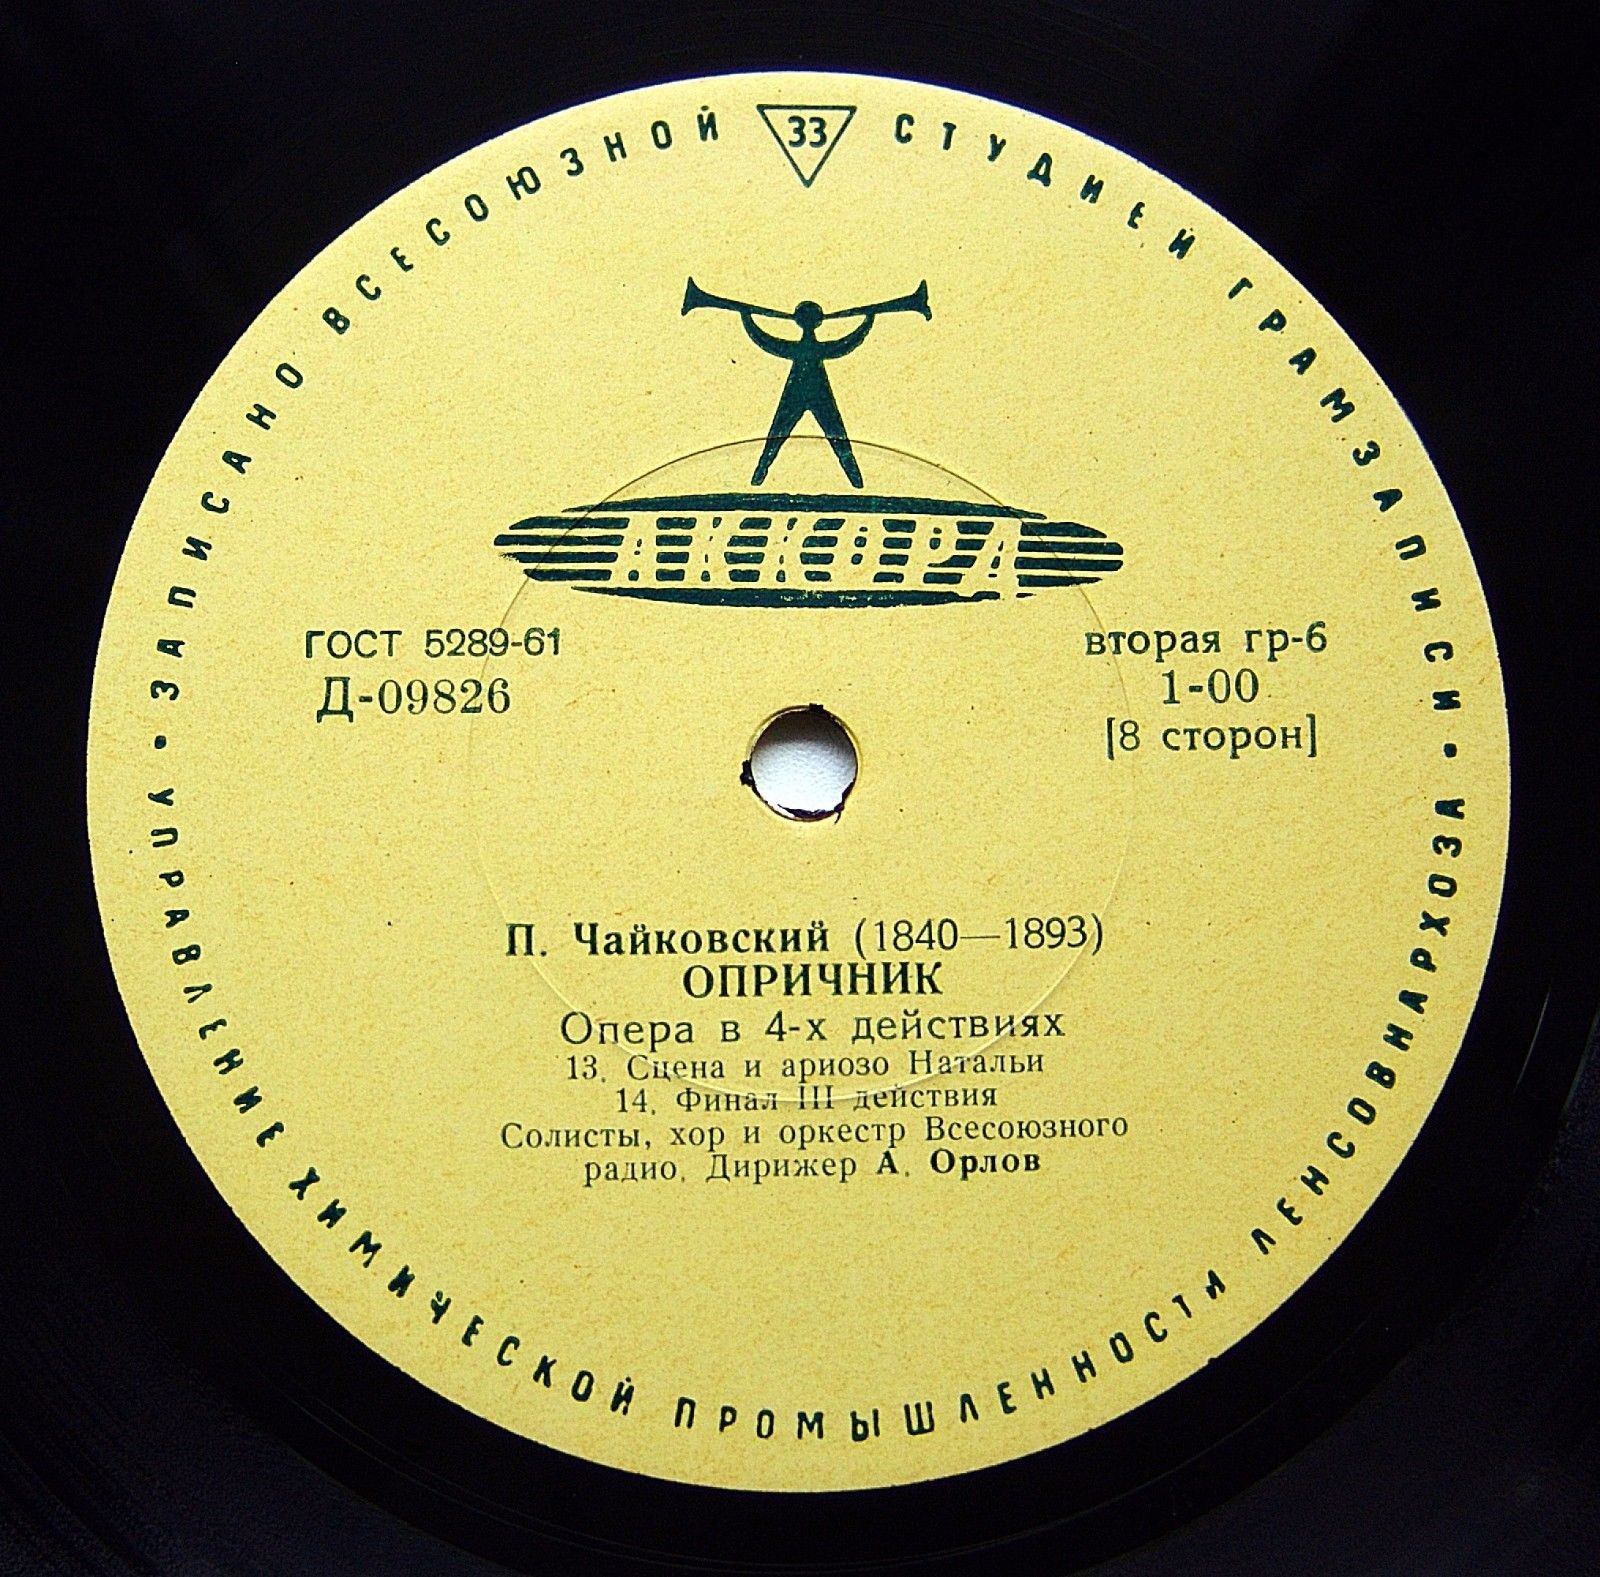 ЗАПИСАНО ВСЕСОЮЗНОЙ 33 СТУДИЕЙ ГРАМЗАПИСИ
АККОРД
ГОСТ 5289-61
Д-09826
вторая гр-6
1-00
[8 сторон]
П. Чайковский (1840—1893)
ОПРИЧНИК
Опера в 4-х действиях
13. Сцена и ариозо Натальи
14. Финал III действия
Солисты, хор и оркестр Всесоюзного
радио. Дирижер А. Орлов
УПРАВЛЕНИЕ ХИМИЧЕСКОЙ ПРОМЫШЛЕННОСТИ ЛЕНСОВНАРХОЗА